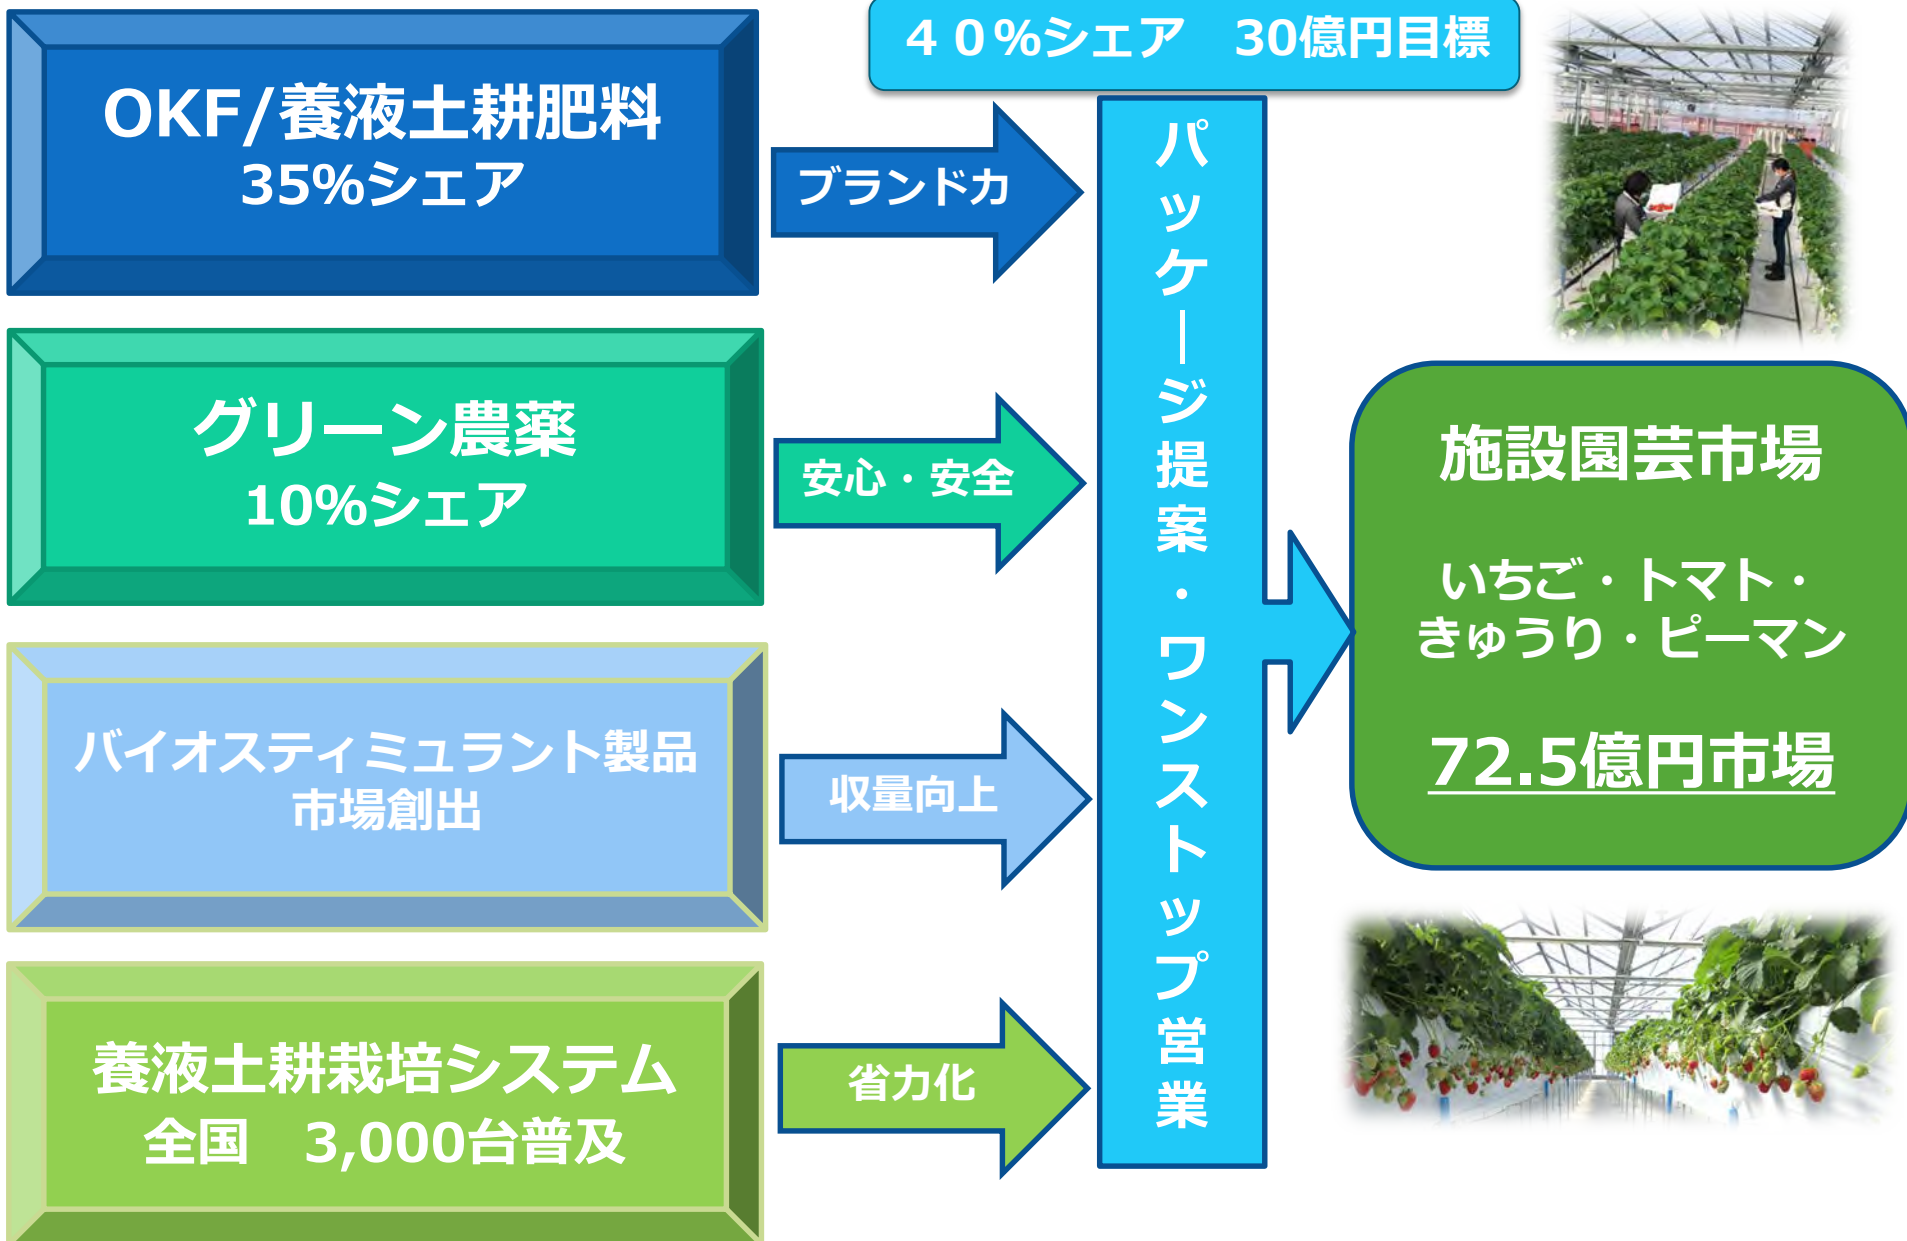 ４０%シェア　30億円目標
OKF/養液土耕肥料
35%シェア
ブランド力
グリーン農薬
10%シェア
安心・安全
バイオスティミュラント製品
市場創出
収量向上
養液土耕栽培システム
全国　3,000台普及
省力化
パッケージ提案・ワンストップ営業
施設園芸市場
いちご・トマト・
きゅうり・ピーマン
72.5億円市場